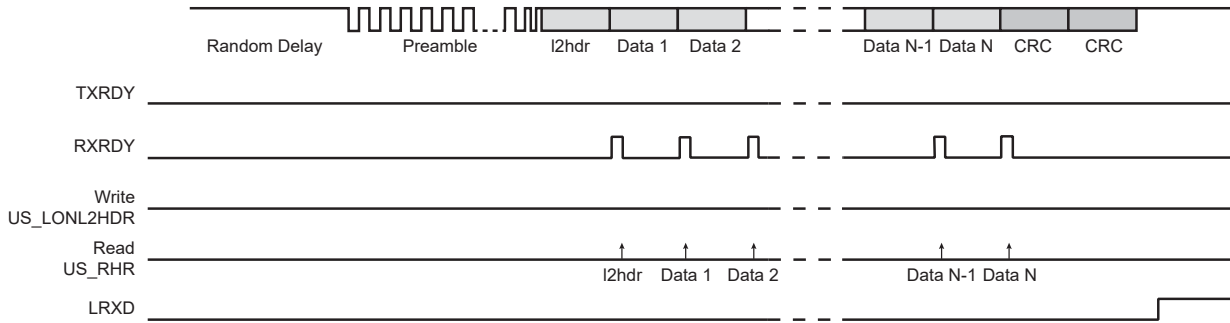 Random Delay Preamble l2hdr Data 1 Data 2 Data N-1 Data N CRC CRC
TXRDY
RXRDY
Write
US_LONL2HDR
Read
US_RHR
l2hdr Data 1 Data 2 Data N-1 Data N
LRXD